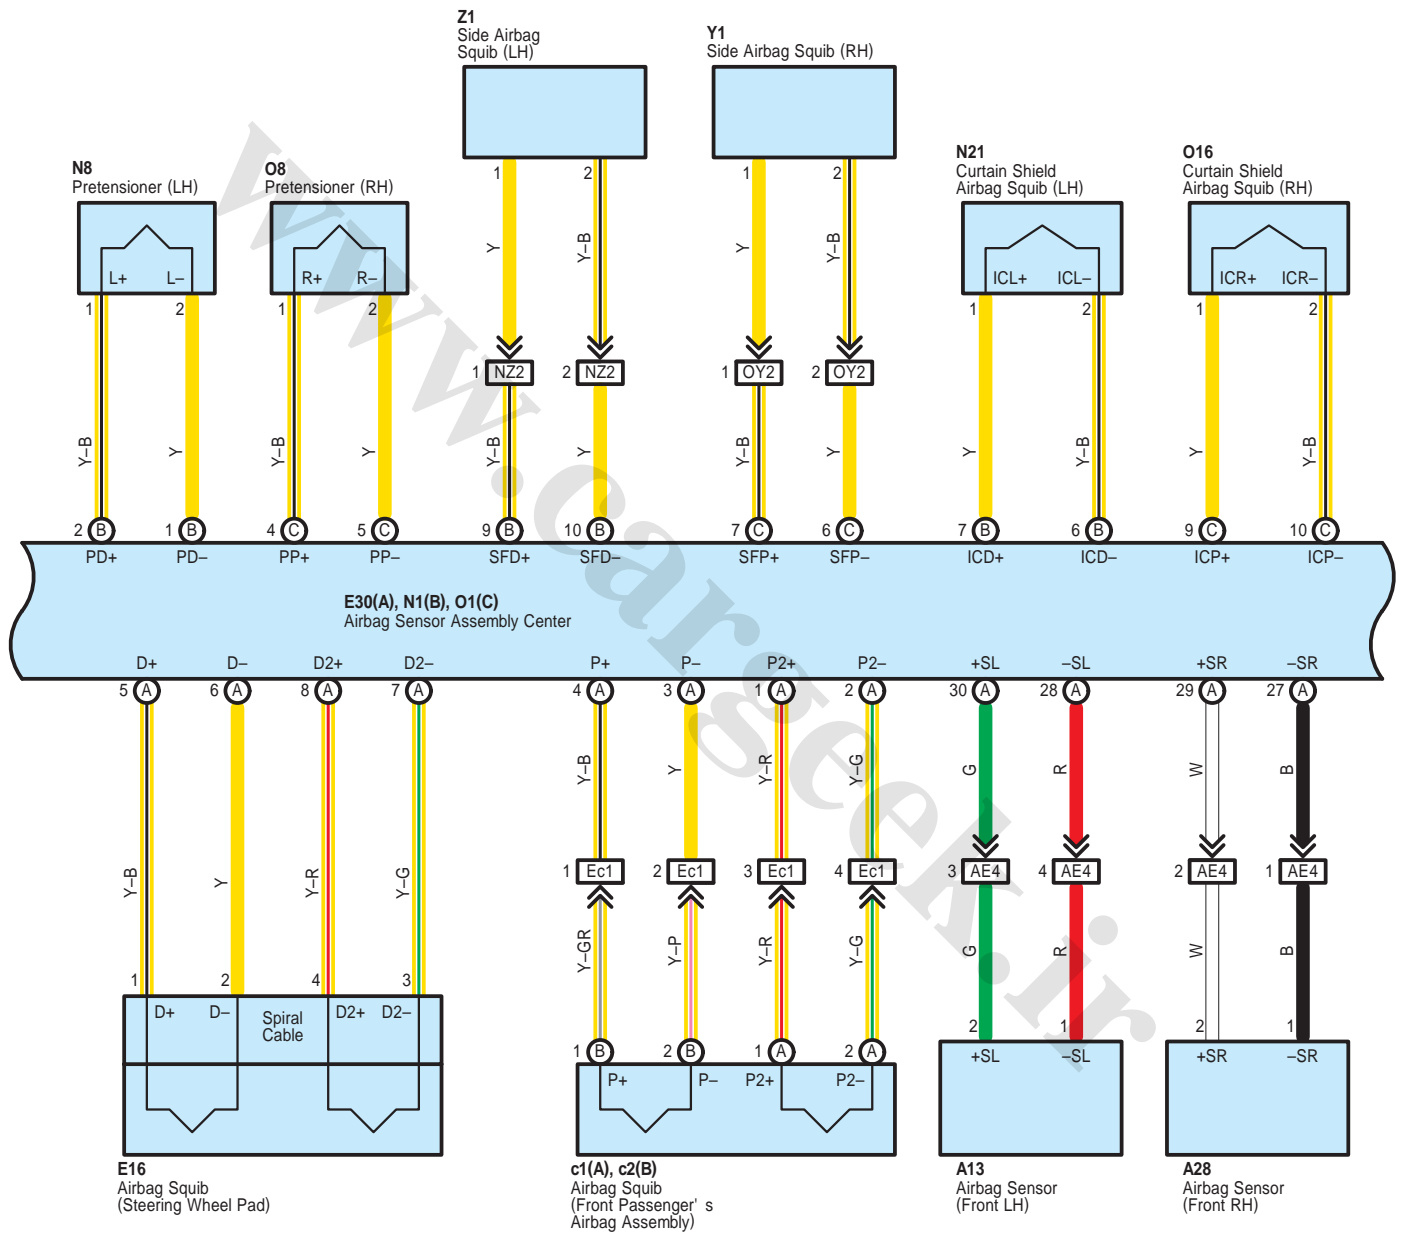 Z1
Side Airbag
Squib (LH)
Y1
Side Airbag Squib (RH)
N8
Pretensioner (LH)
O8
Pretensioner (RH)
N21
Curtain Shield
Airbag Squib (LH)
O16
Curtain Shield
Airbag Squib (RH)
1 2 1 2
L+ L– R+ R– ICL+ ICL– ICR+ ICR–
1 2 1 2 1 2 1 2
Y Y–B Y Y–B
1 NZ2 2 NZ2 1 OY2 2 OY2
Y–B Y Y–B Y Y–B Y Y–B Y Y Y–B Y Y–B
2 B 1 B 4 C 5 C 9 B 10 B 7 C 6 C 7 B 6 B 9 C 10 C
PD+ PD– PP+ PP– SFD+ SFD– SFP+ SFP– ICD+ ICD– ICP+ ICP–
E30(A), N1(B), O1(C)
Airbag Sensor Assembly Center
D+ D– D2+ D2– P+ P– P2+ P2– +SL –SL +SR –SR
5 A 6 A 8 A 7 A 4 A 3 A 1 A 2 A 30 A 28 A 29 A 27 A
Y–B Y Y–R Y–G G R W B
1 Ec1 2 Ec1 3 Ec1 4 Ec1 3 AE4 4 AE4 2 AE4 1 AE4
Y–B Y Y–R Y–G
Y–GR Y–P Y–R Y–G G R W B
1 2 4 3
D+ D– Spiral
Cable D2+ D2–
2 1 2 1
1 B 2 B 1 A 2 A
+SL –SL +SR –SR
P+ P– P2+ P2–
E16
Airbag Squib
(Steering Wheel Pad)
c1(A), c2(B)
Airbag Squib
(Front Passenger' s
Airbag Assembly)
A13
Airbag Sensor
(Front LH)
A28
Airbag Sensor
(Front RH)
www.cargeek.ir